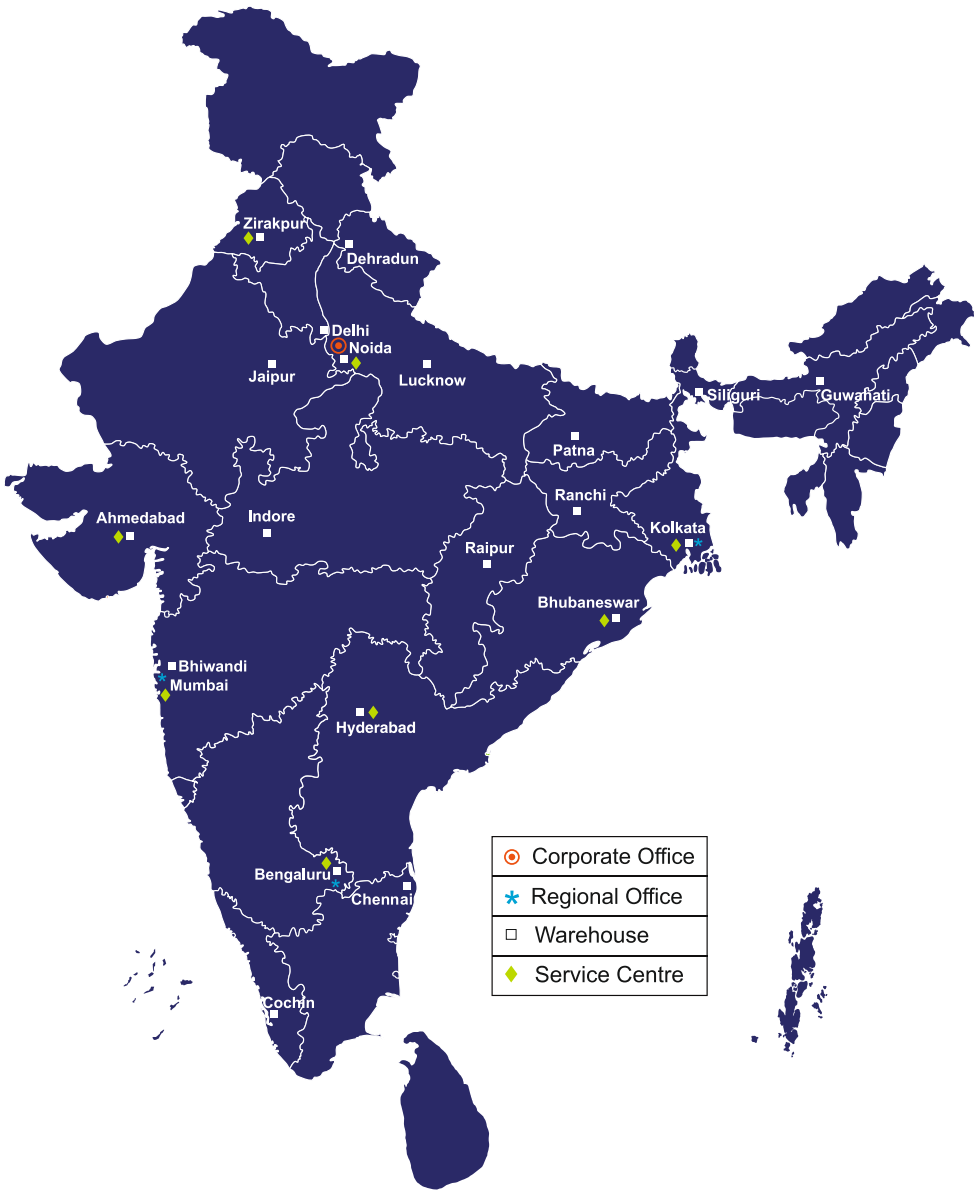 Zirakpur
Dehradun
Delhi
Noida
Jaipur
Lucknow
Siliguri
Guwahati
Patna
Ranchi
Ahmedabad
Indore
Kolkata
Raipur
Bhubaneswar
Bhiwandi
Mumbai
Hyderabad
Bengaluru
Chennai
Cochin
Corporate Office
Regional Office
Warehouse
Service Centre